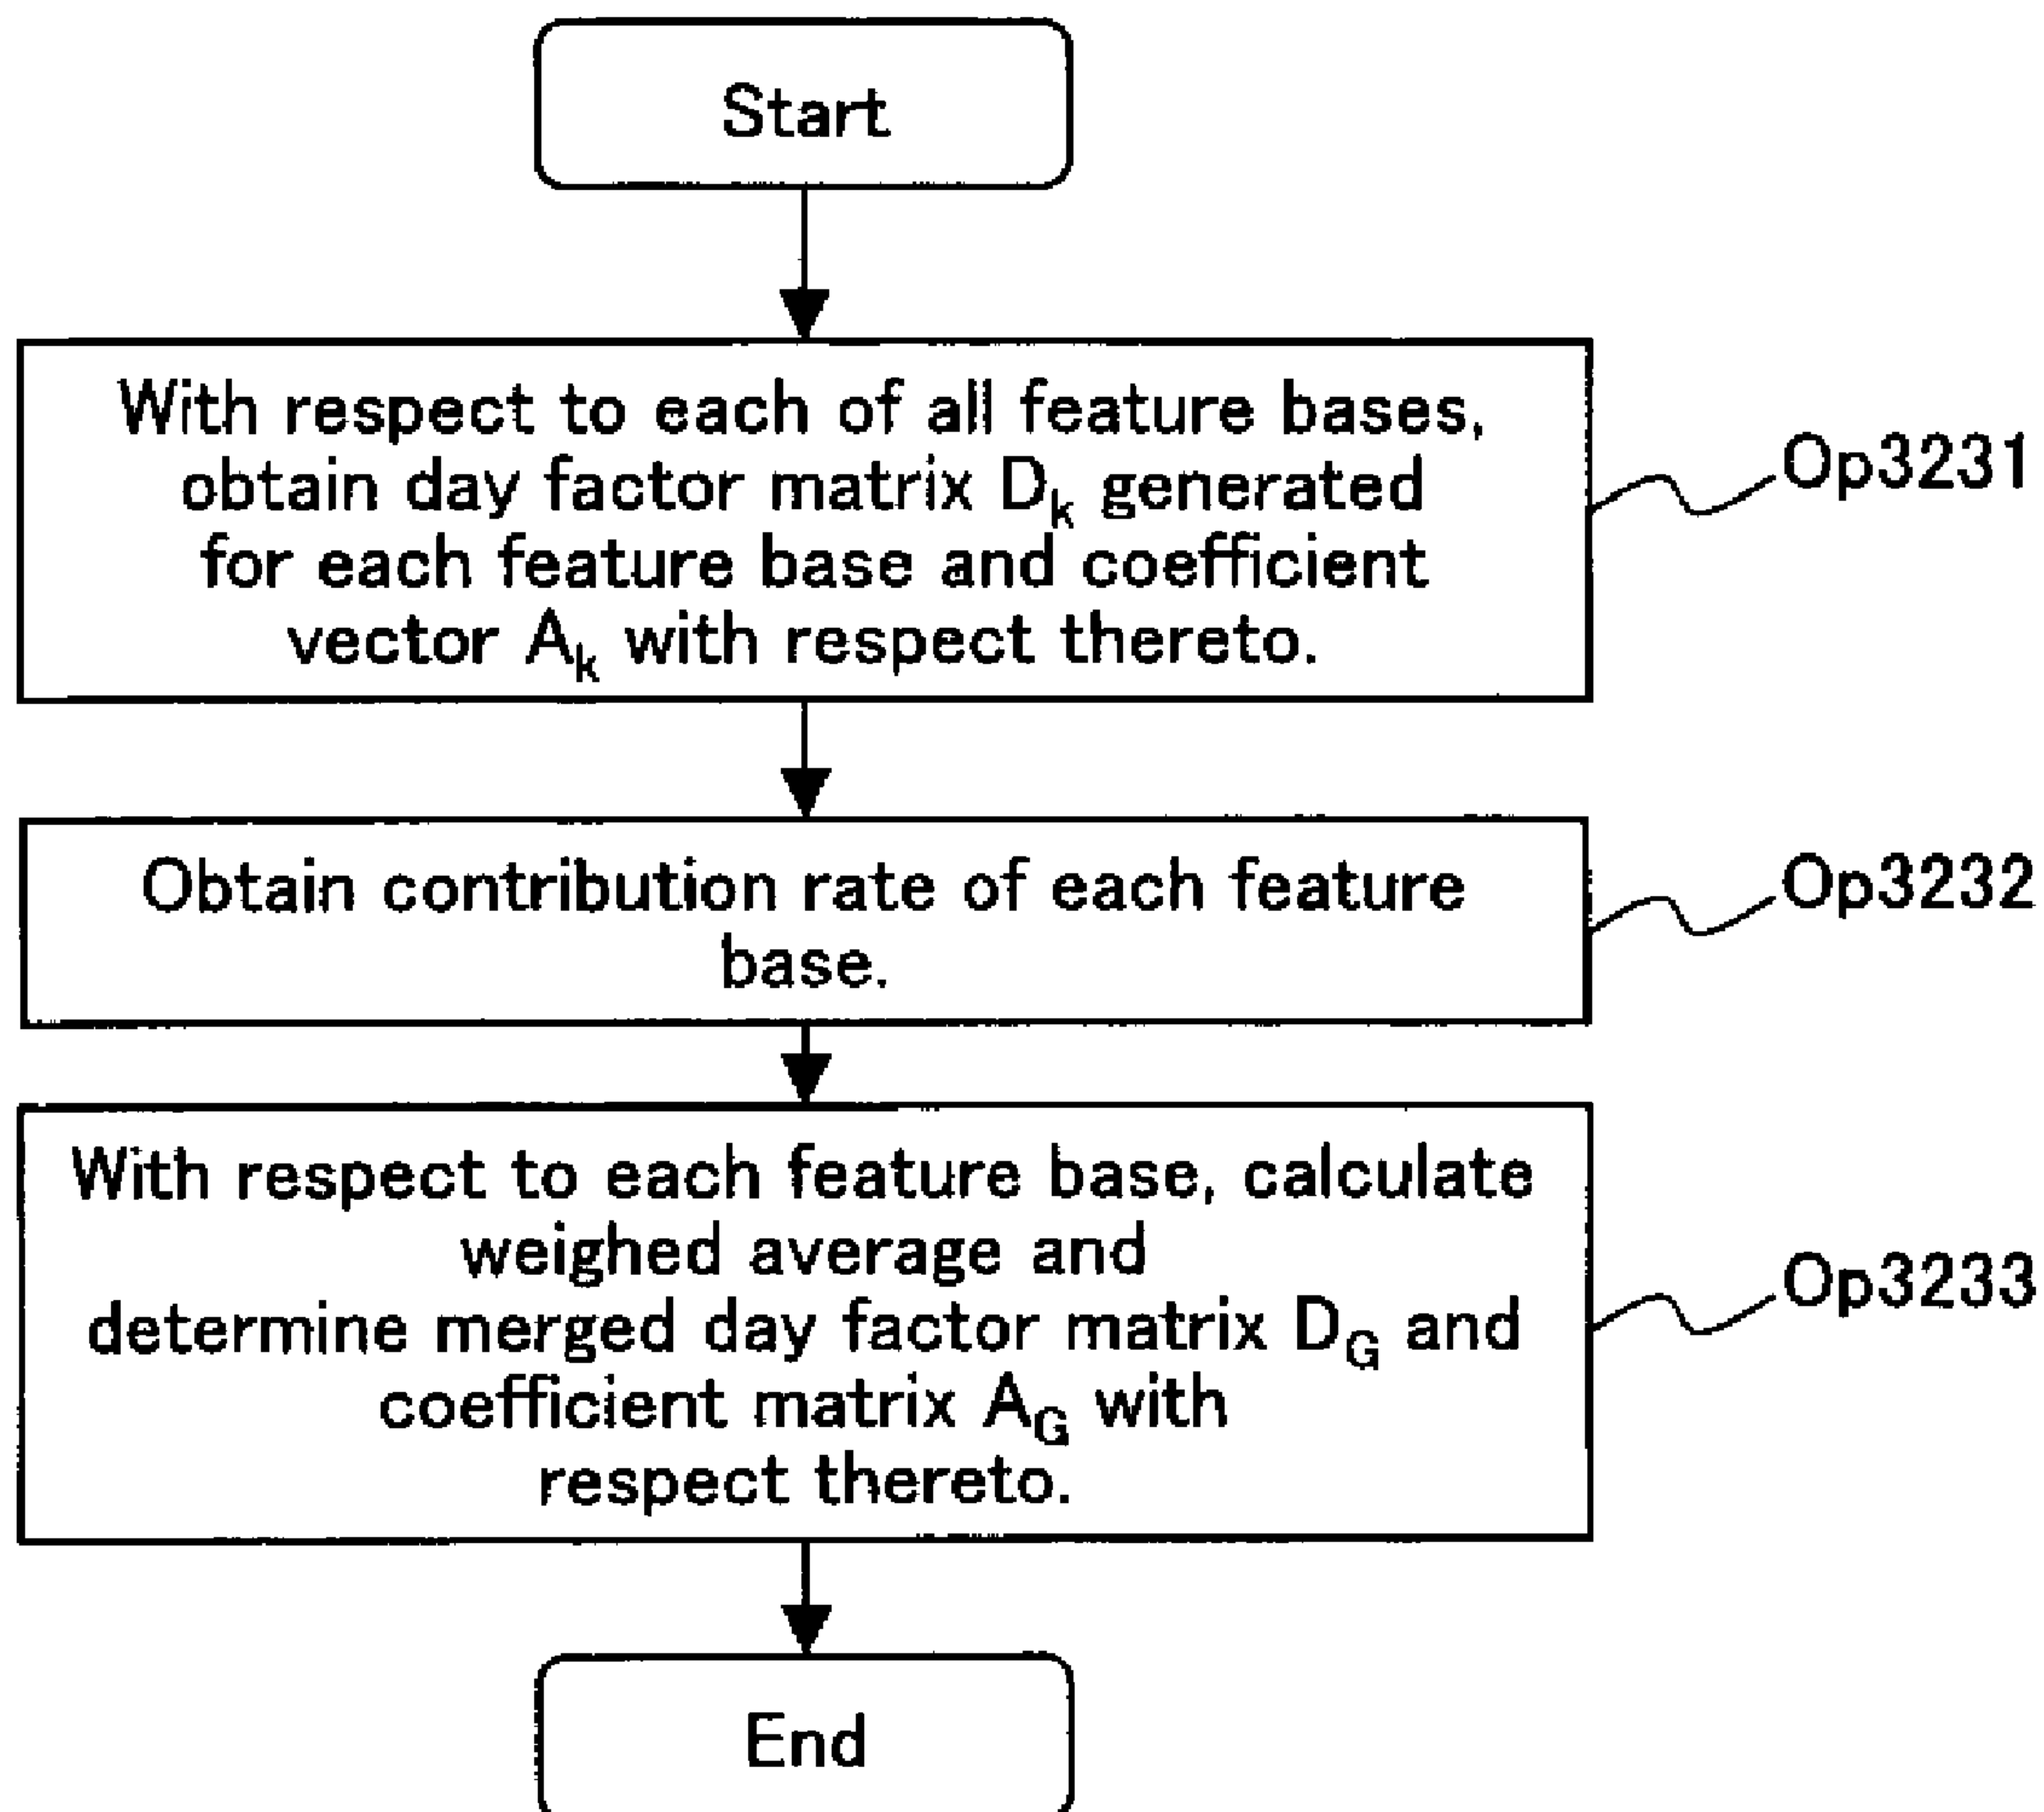 Start
With respect to each of all feature bases,
obtain day factor matrix Dk generated
for each feature base and coefficient
vector Ak with respect thereto.
Op3231
Obtain contribution rate of each feature
base.
Op3232
With respect to each feature base, calculate
weighed average and
determine merged day factor matrix DG and
coefficient matrix AG with
respect thereto.
Op3233
End